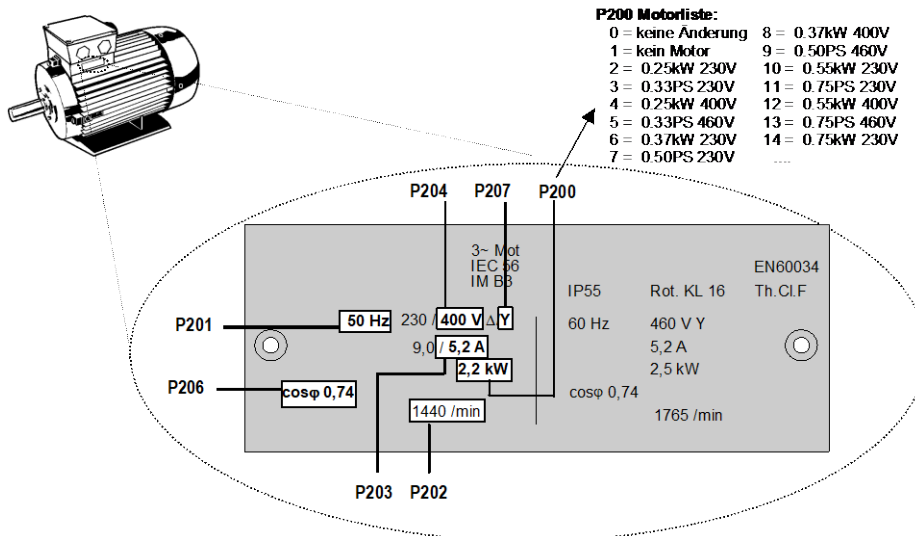 P200 Motorliste:
0 = keine Änderung 8 = 0.37kW 400V
1 = kein Motor 9 = 0.50PS 460V
2 = 0.25kW 230V 10 = 0.55kW 230V
3 = 0.33PS 230V 11 = 0.75PS 230V
4 = 0.25kW 400V 12 = 0.55kW 400V
5 = 0.33PS 460V 13 = 0.75PS 460V
6 = 0.37kW 230V 14 = 0.75kW 230V
7 = 0.50PS 230V ....
P204 P207 P200
3~ Mot
IEC 56
IM B3
EN60034
IP55 Rot. KL 16 Th.Cl.F
P201 50 Hz 230 / 400 V Δ Y 60 Hz 460 V Y
9,0 / 5,2 A 5,2 A
2,2 kW 2,5 kW
P206 cosφ 0,74 cosφ 0,74
1440 /min 1765 /min
P203 P202